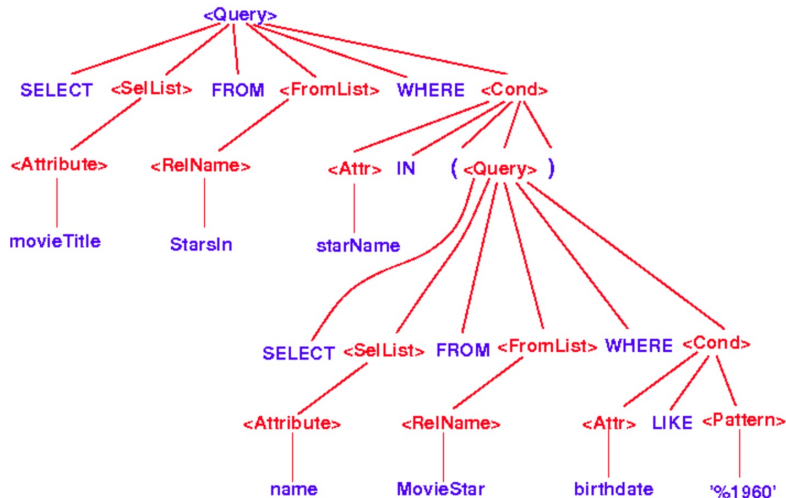 <Query>
SELECT <SelList> FROM <FromList> WHERE <Cond>
<Attribute> <RelName> <Attr> IN ( <Query> )
movieTitle StarsIn starName
SELECT <SelList> FROM <FromList> WHERE <Cond>
<Attribute> <RelName> <Attr> LIKE <Pattern>
name MovieStar birthdate '%1960'